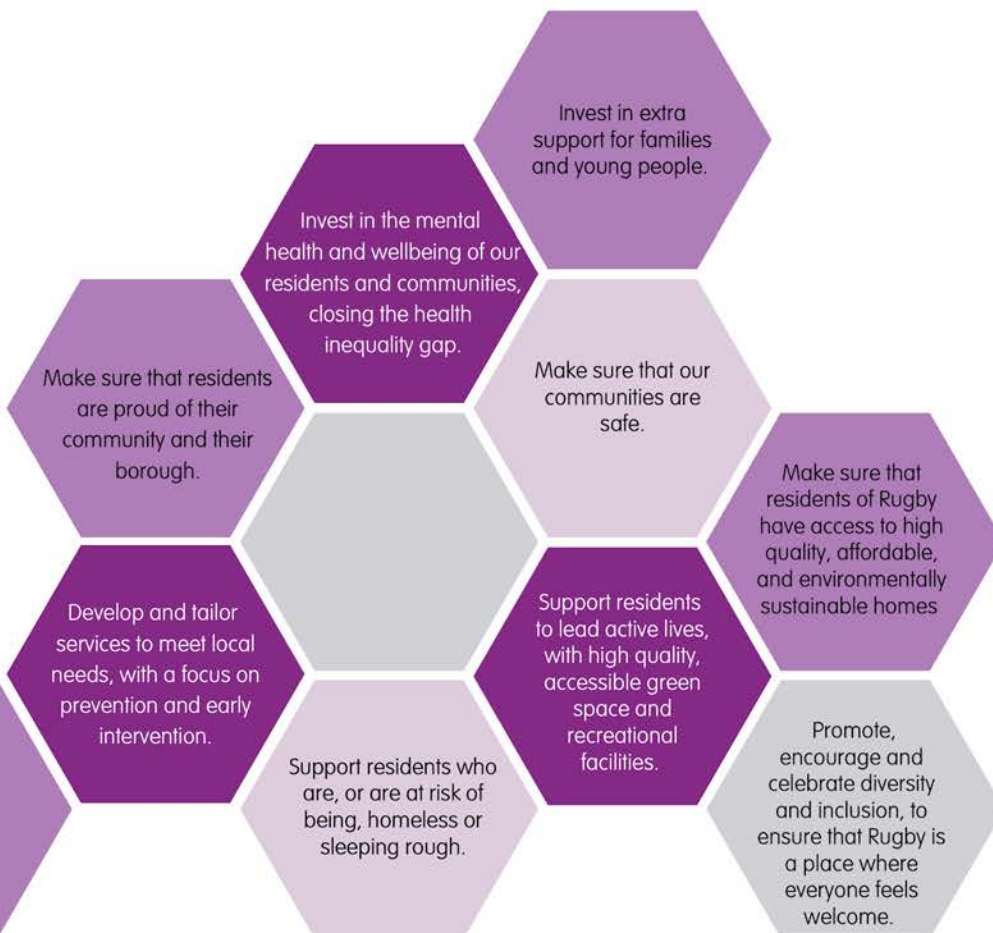 Invest in extra
support for families
and young people.
Invest in the mental
health and wellbeing of our
residents and communities,
closing the health
inequality gap.
Make sure that residents
are proud of their
community and their
borough.
Make sure that our
communities are
safe.
Make sure that
residents of Rugby
have access to high
quality, affordable,
and environmentally
sustainable homes
Develop and tailor
services to meet local
needs, with a focus on
prevention and early
intervention.
Support residents
to lead active lives,
with high quality,
accessible green
space and
recreational
facilities.
Support residents who
are, or are at risk of
being, homeless or
sleeping rough.
Promote,
encourage and
celebrate diversity
and inclusion, to
ensure that Rugby is
a place where
everyone feels
welcome.